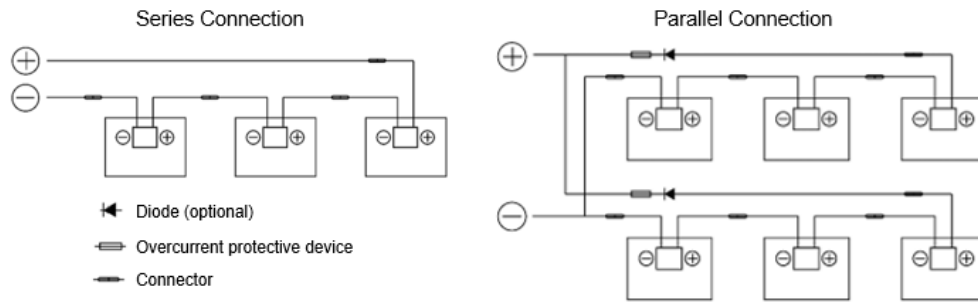 Series Connection
Parallel Connection
+
−
− + − + − +
+
− + − + − +
−
− + − + − +
Diode (optional)
Overcurrent protective device
Connector